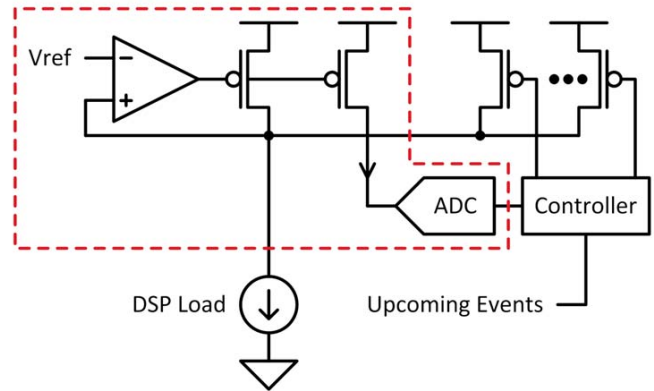 Vref
−
+
ADC
Controller
DSP Load
Upcoming Events